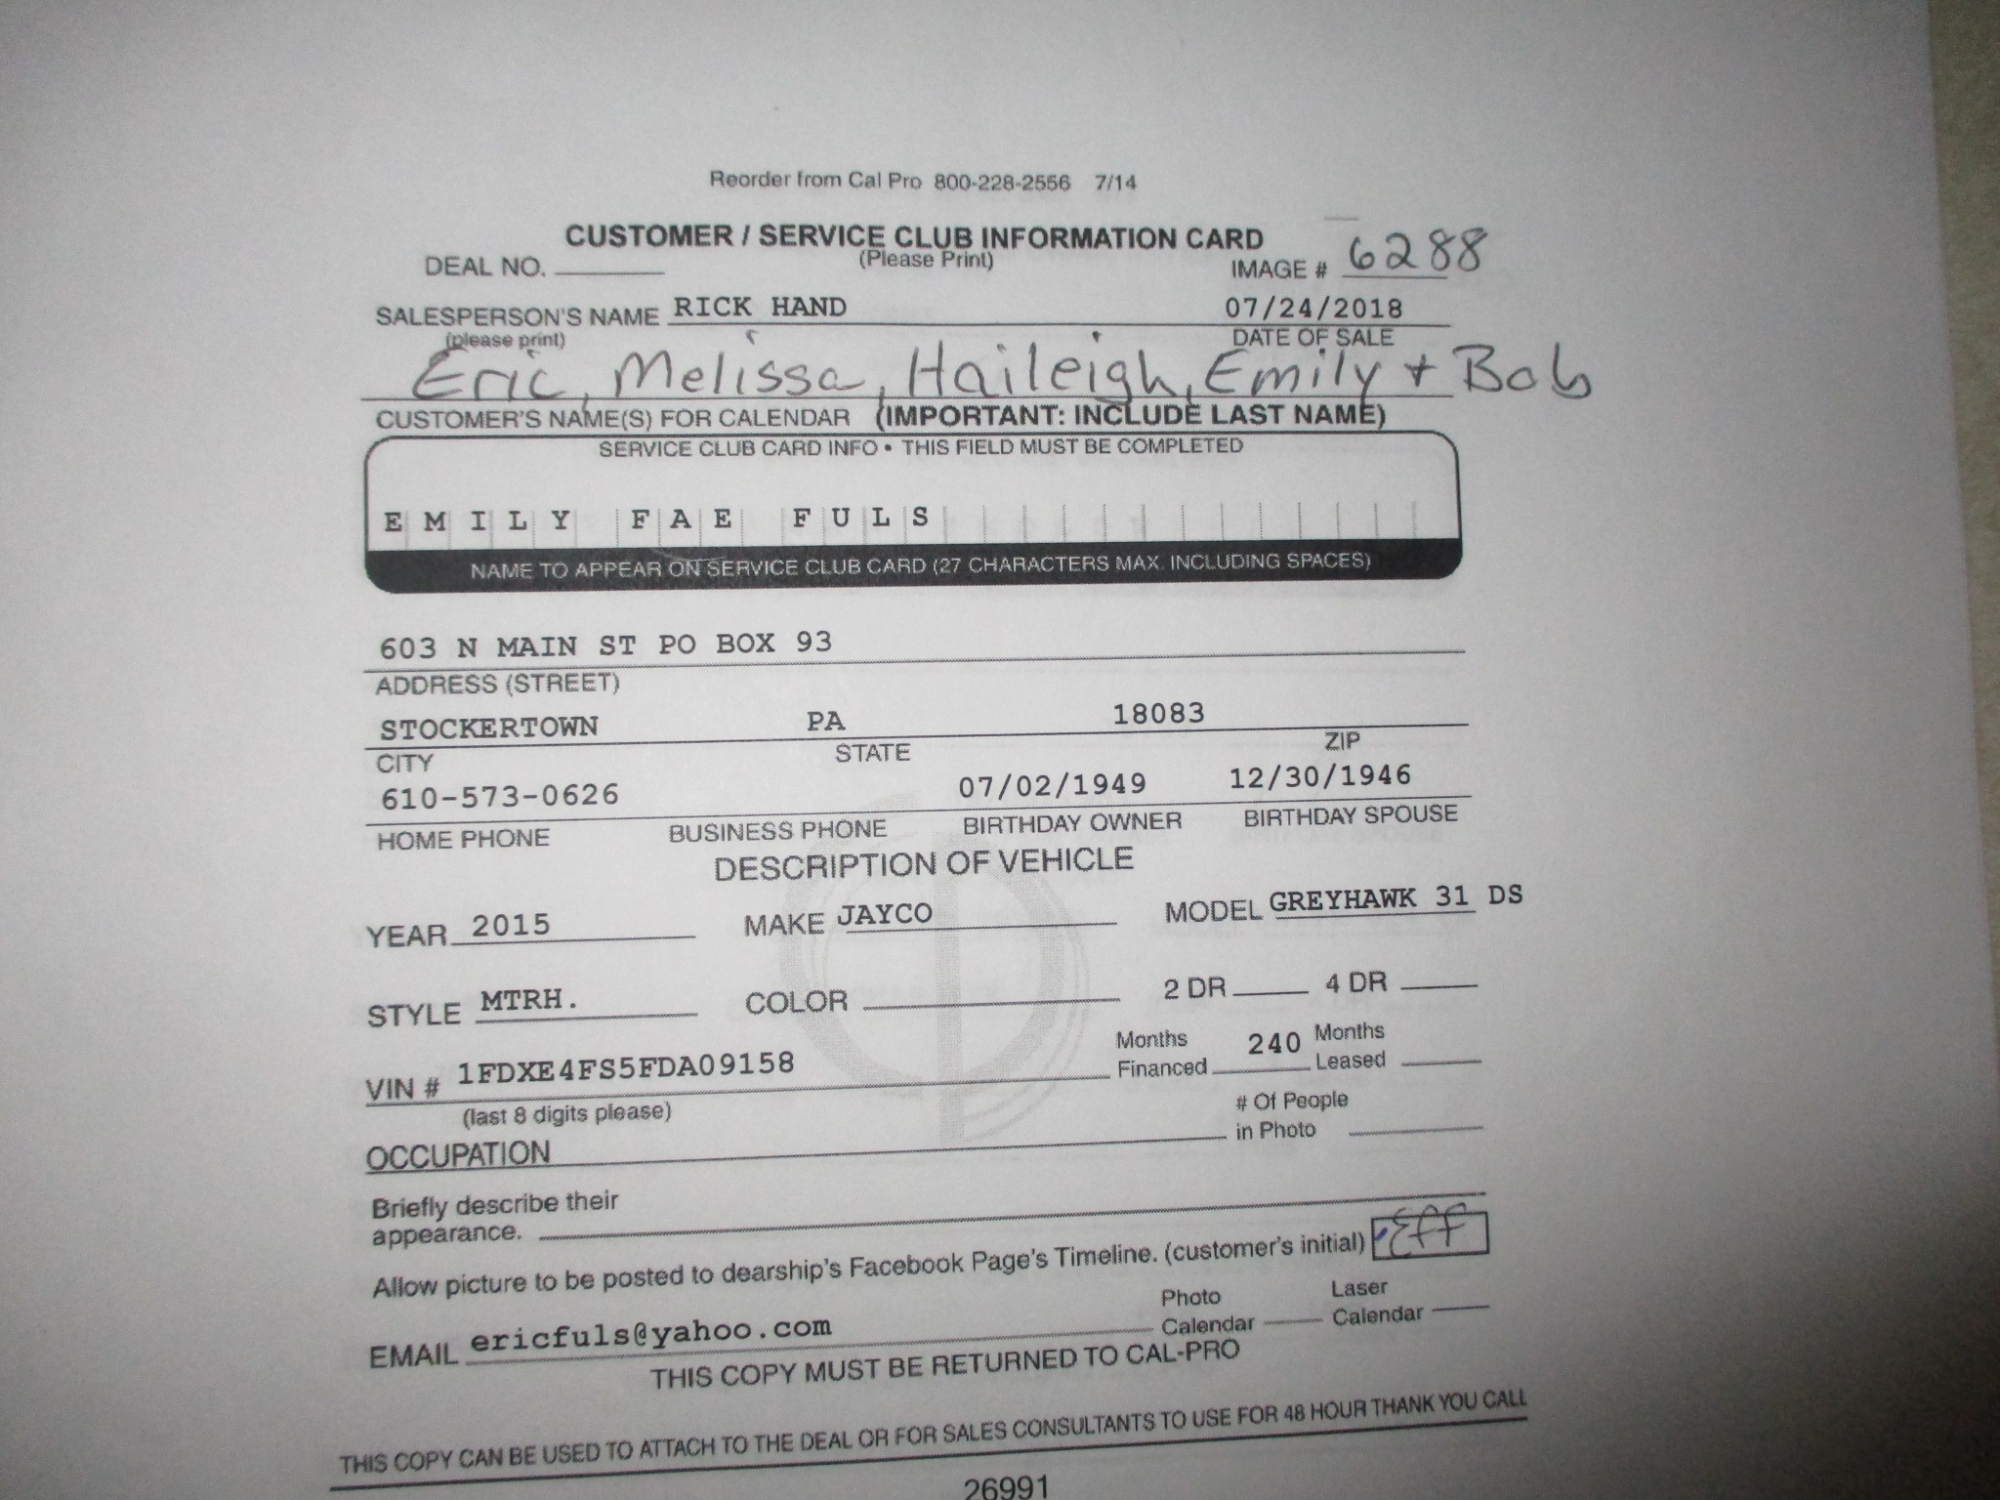 Reorder from Cal Pro 800-228-2556 7/14
CUSTOMER / SERVICE CLUB INFORMATION CARD
(Please Print)
DEAL NO. IMAGE # 6288
SALESPERSON'S NAME RICK HAND 07/24/2018
(please print) DATE OF SALE
Eric, Melissa, Haileigh, Emily + Bob
CUSTOMER'S NAME(S) FOR CALENDAR (IMPORTANT: INCLUDE LAST NAME)
SERVICE CLUB CARD INFO • THIS FIELD MUST BE COMPLETED
EMILY FAE FULS
NAME TO APPEAR ON SERVICE CLUB CARD (27 CHARACTERS MAX. INCLUDING SPACES)
603 N MAIN ST PO BOX 93
ADDRESS (STREET)
STOCKERTOWN PA 18083
CITY STATE ZIP
610-573-0626 07/02/1949 12/30/1946
HOME PHONE BUSINESS PHONE BIRTHDAY OWNER BIRTHDAY SPOUSE
DESCRIPTION OF VEHICLE
YEAR 2015 MAKE JAYCO MODEL GREYHAWK 31 DS
STYLE MTRH. COLOR 2 DR 4 DR
VIN # 1FDXE4FS5FDA09158 Months Financed 240 Months Leased
(last 8 digits please)
OCCUPATION # Of People in Photo
Briefly describe their
appearance.
Allow picture to be posted to dearship's Facebook Page's Timeline. (customer's initial) Eff
EMAIL ericfuls@yahoo.com Photo Calendar Laser Calendar
THIS COPY MUST BE RETURNED TO CAL-PRO
THIS COPY CAN BE USED TO ATTACH TO THE DEAL OR FOR SALES CONSULTANTS TO USE FOR 48 HOUR THANK YOU CALL
26991